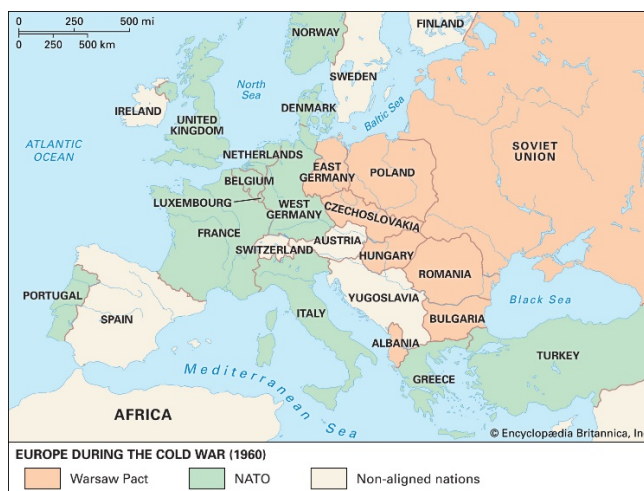 0 250 500 mi
0 250 500 km
FINLAND
NORWAY
SWEDEN
North
Sea
Baltic Sea
DENMARK
IRELAND
UNITED
KINGDOM
SOVIET
UNION
ATLANTIC
OCEAN
NETHERLANDS
EAST
GERMANY
POLAND
BELGIUM
LUXEMBOURG
WEST
GERMANY
CZECHOSLOVAKIA
FRANCE
AUSTRIA
SWITZERLAND
HUNGARY
ROMANIA
YUGOSLAVIA
PORTUGAL
SPAIN
ITALY
Black Sea
BULGARIA
ALBANIA
TURKEY
GREECE
Mediterranean Sea
AFRICA
© Encyclopædia Britannica, In
EUROPE DURING THE COLD WAR (1960)
Warsaw Pact NATO Non-aligned nations